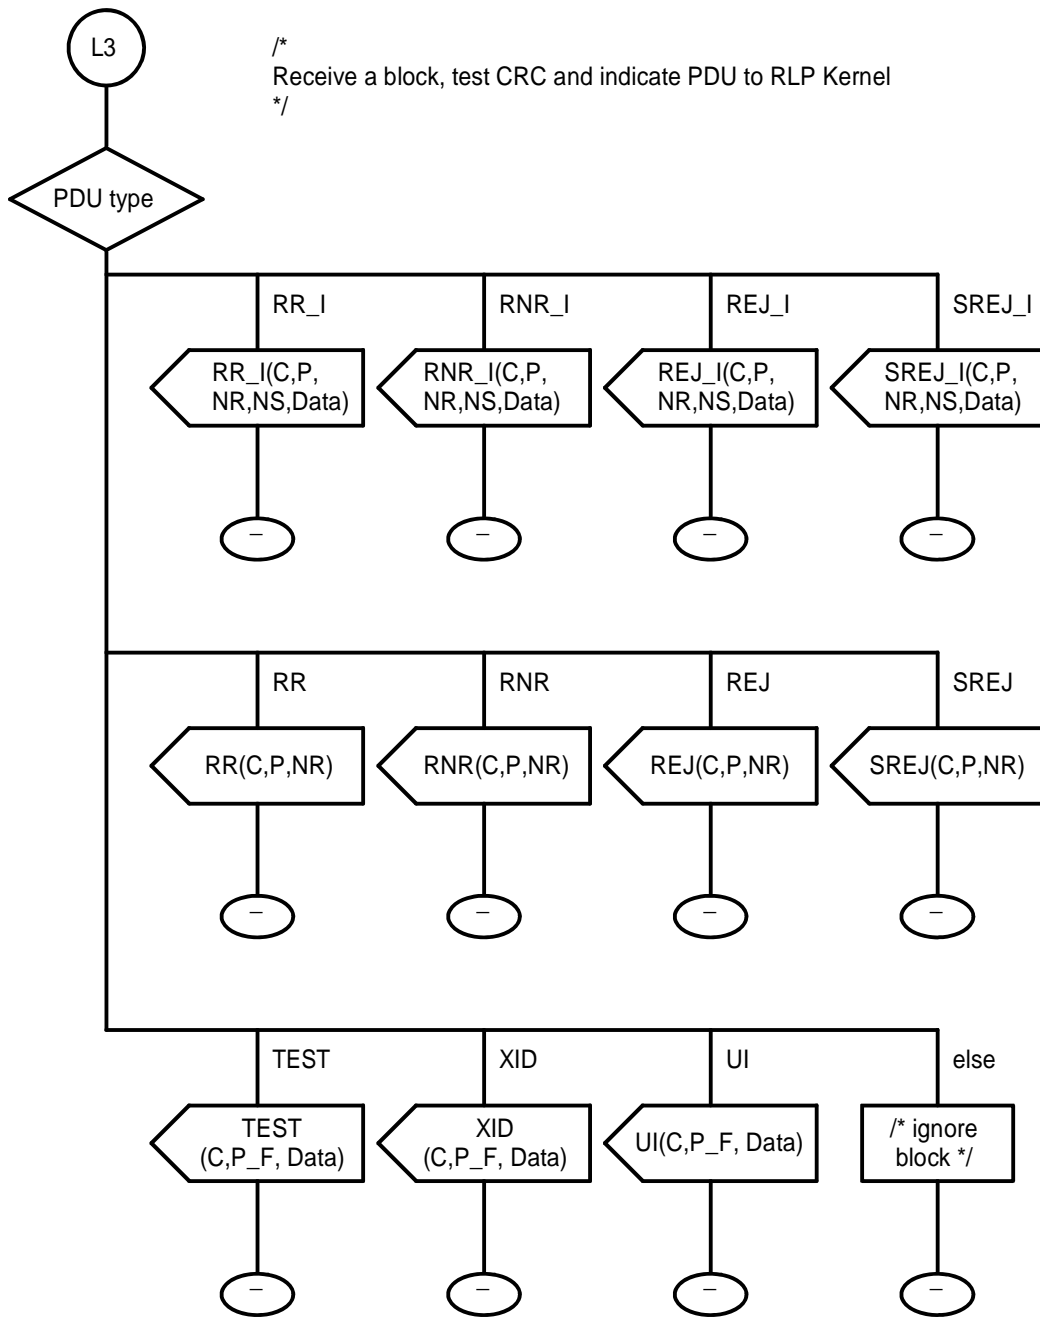 L3
/*
Receive a block, test CRC and indicate PDU to RLP Kernel
*/
PDU type
RR_I
RNR_I
REJ_I
SREJ_I
RR_I(C,P,
NR,NS,Data)
RNR_I(C,P,
NR,NS,Data)
REJ_I(C,P,
NR,NS,Data)
SREJ_I(C,P,
NR,NS,Data)
–
–
–
–
RR
RNR
REJ
SREJ
RR(C,P,NR)
RNR(C,P,NR)
REJ(C,P,NR)
SREJ(C,P,NR)
–
–
–
–
TEST
XID
UI
else
TEST
(C,P_F, Data)
XID
(C,P_F, Data)
UI(C,P_F, Data)
/* ignore
block */
–
–
–
–